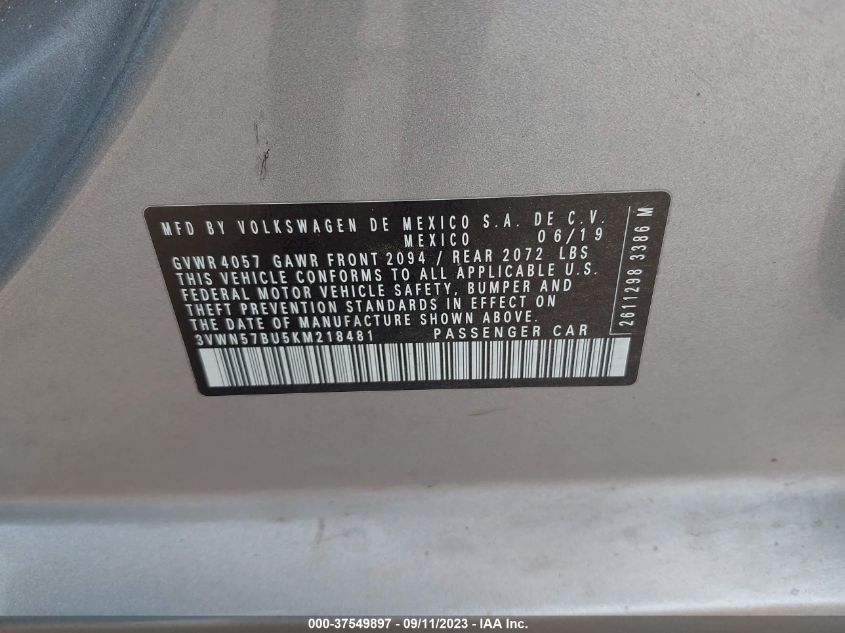 MFD BY VOLKSWAGEN DE MEXICO S.A. DE C.V.
MEXICO 06/19
GVWR 4057 GAWR FRONT 2094 / REAR 2072 LBS
THIS VEHICLE CONFORMS TO ALL APPLICABLE U.S.
FEDERAL MOTOR VEHICLE SAFETY, BUMPER AND
THEFT PREVENTION STANDARDS IN EFFECT ON
THE DATE OF MANUFACTURE SHOWN ABOVE.
3VWN57BU5KM218481 PASSENGER CAR
2611298 3386 M
000-37549897 - 09/11/2023 - IAA Inc.